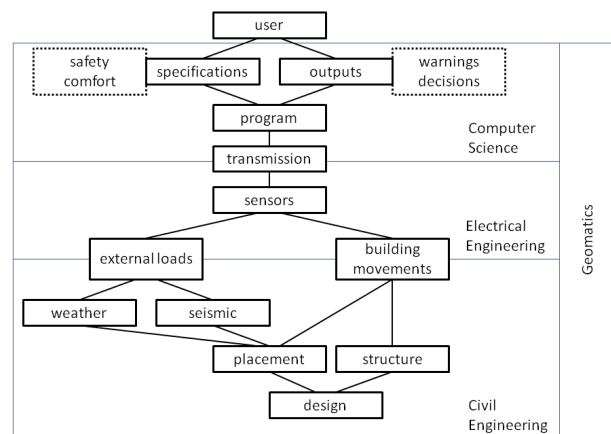 user
safety
comfort
specifications
outputs
warnings
decisions
program
Computer
Science
transmission
sensors
Electrical
Engineering
external loads
building
movements
Geomatics
weather
seismic
placement
structure
design
Civil
Engineering